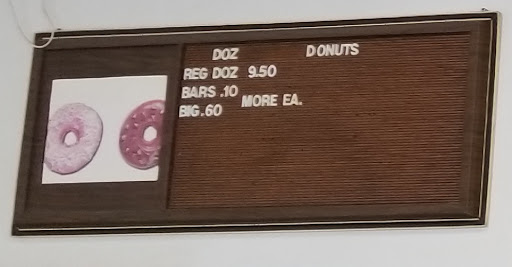 DOZ DONUTS
REG DOZ 9.50
BARS .10 MORE EA.
BIG .60